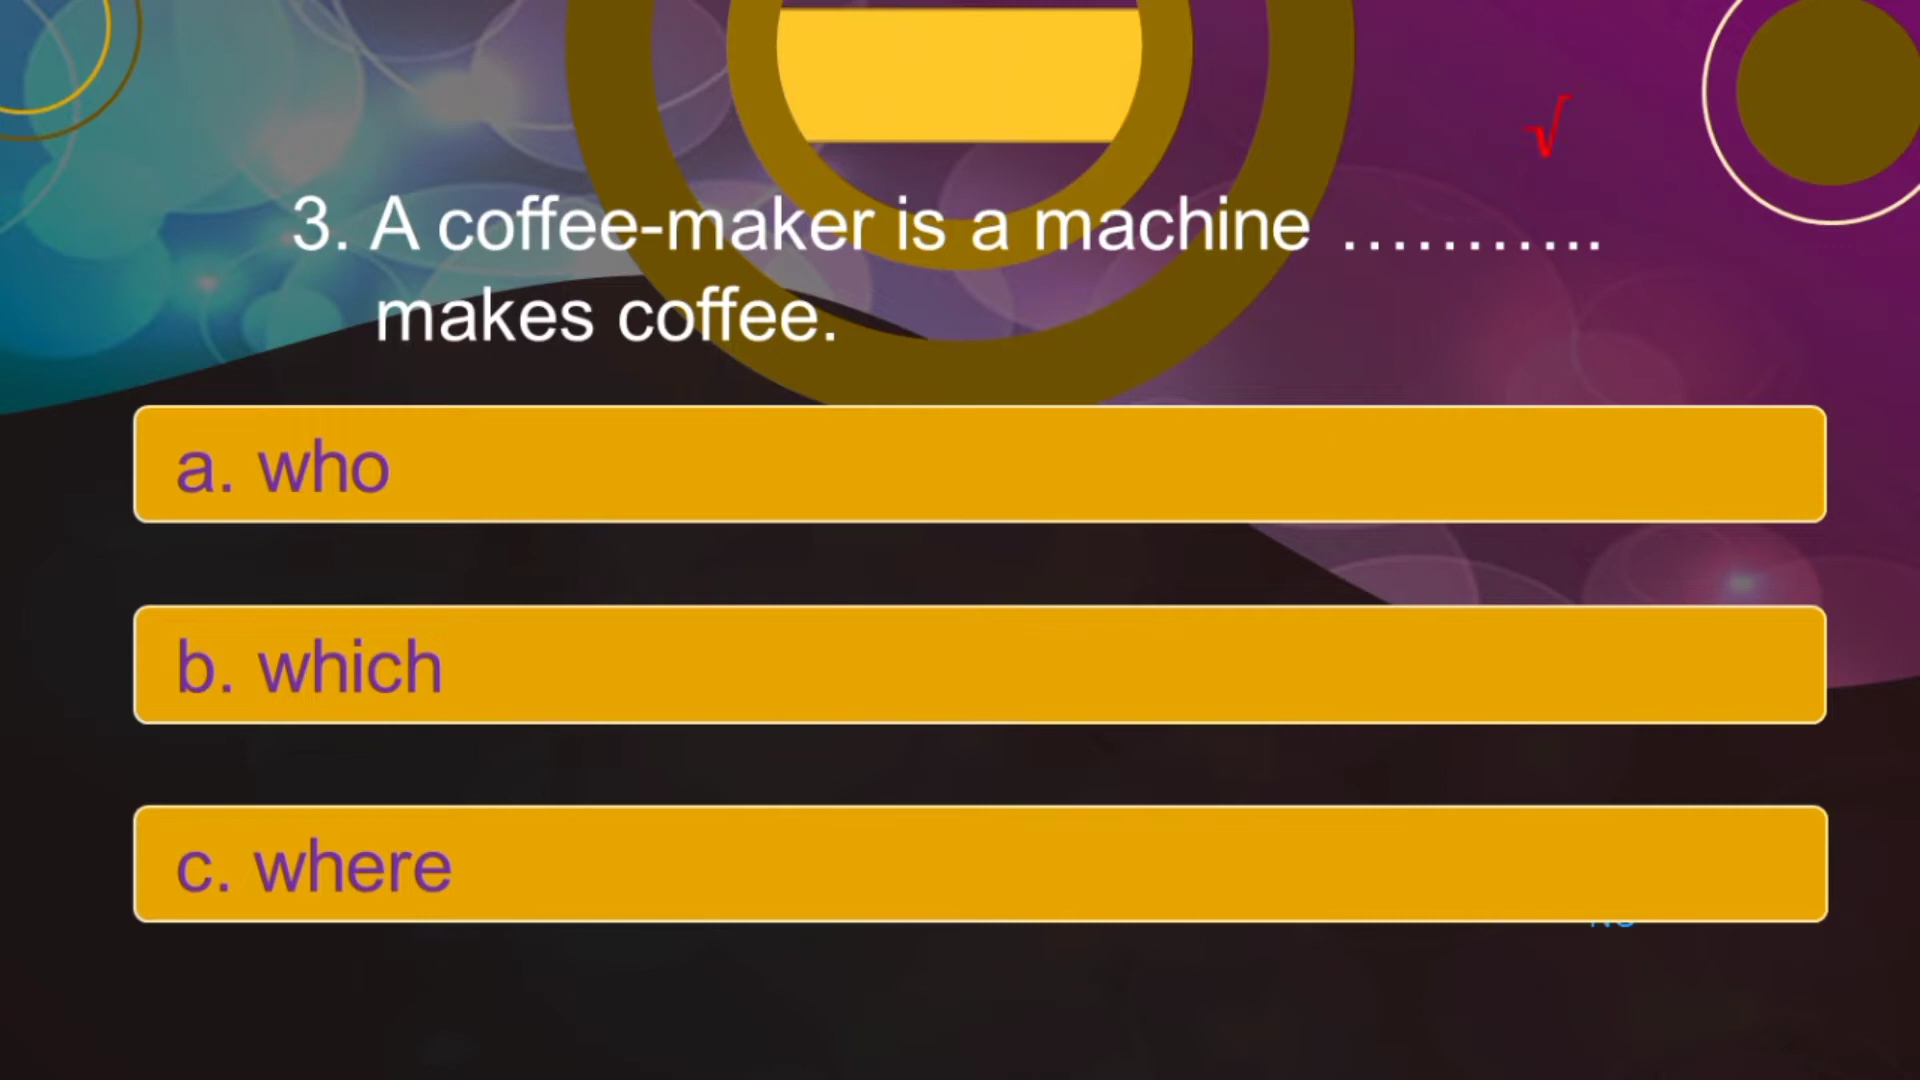 √
3. A coffee-maker is a machine ………..
makes coffee.
a. who
b. which
c. where